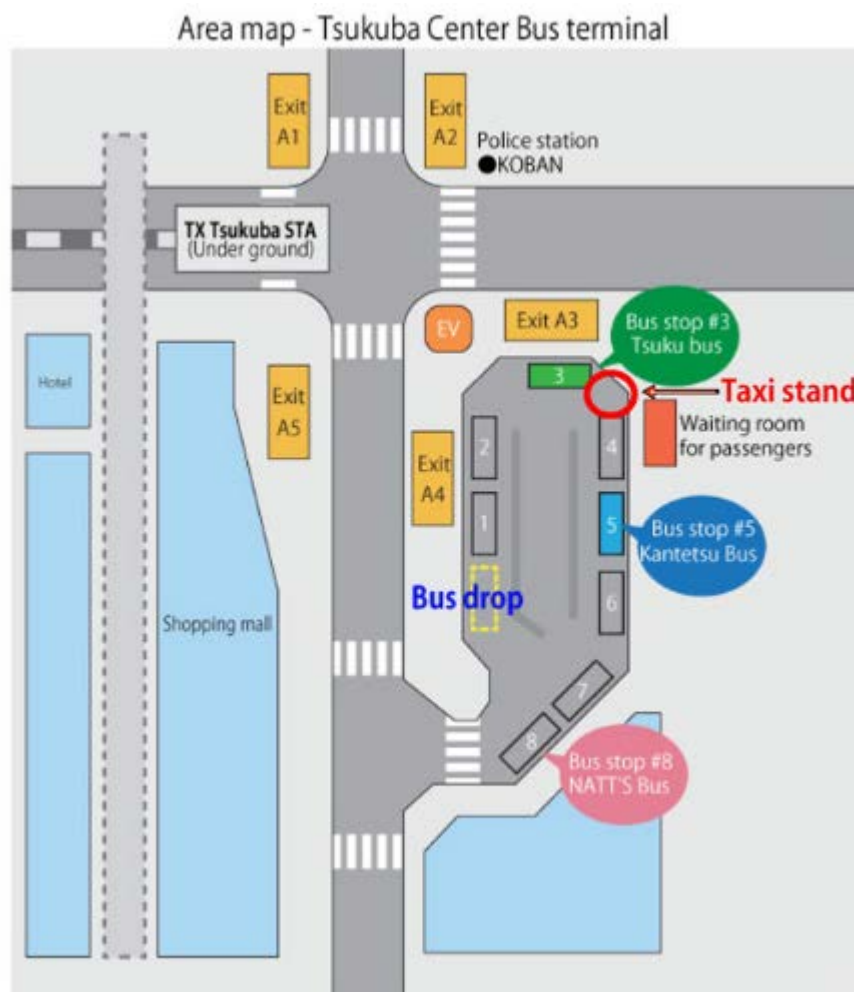 Area map - Tsukuba Center Bus terminal
Exit
A1
Exit
A2
Police station
●KOBAN
TX Tsukuba STA
(Under ground)
EV
Exit A3
Bus stop #3
Tsuku bus
Hotel
3
Taxi stand
Exit
A5
Waiting room
for passengers
2
4
Exit
A4
1
5
Bus stop #5
Kantetsu Bus
Bus drop
6
Shopping mall
7
8
Bus stop #8
NATT'S Bus